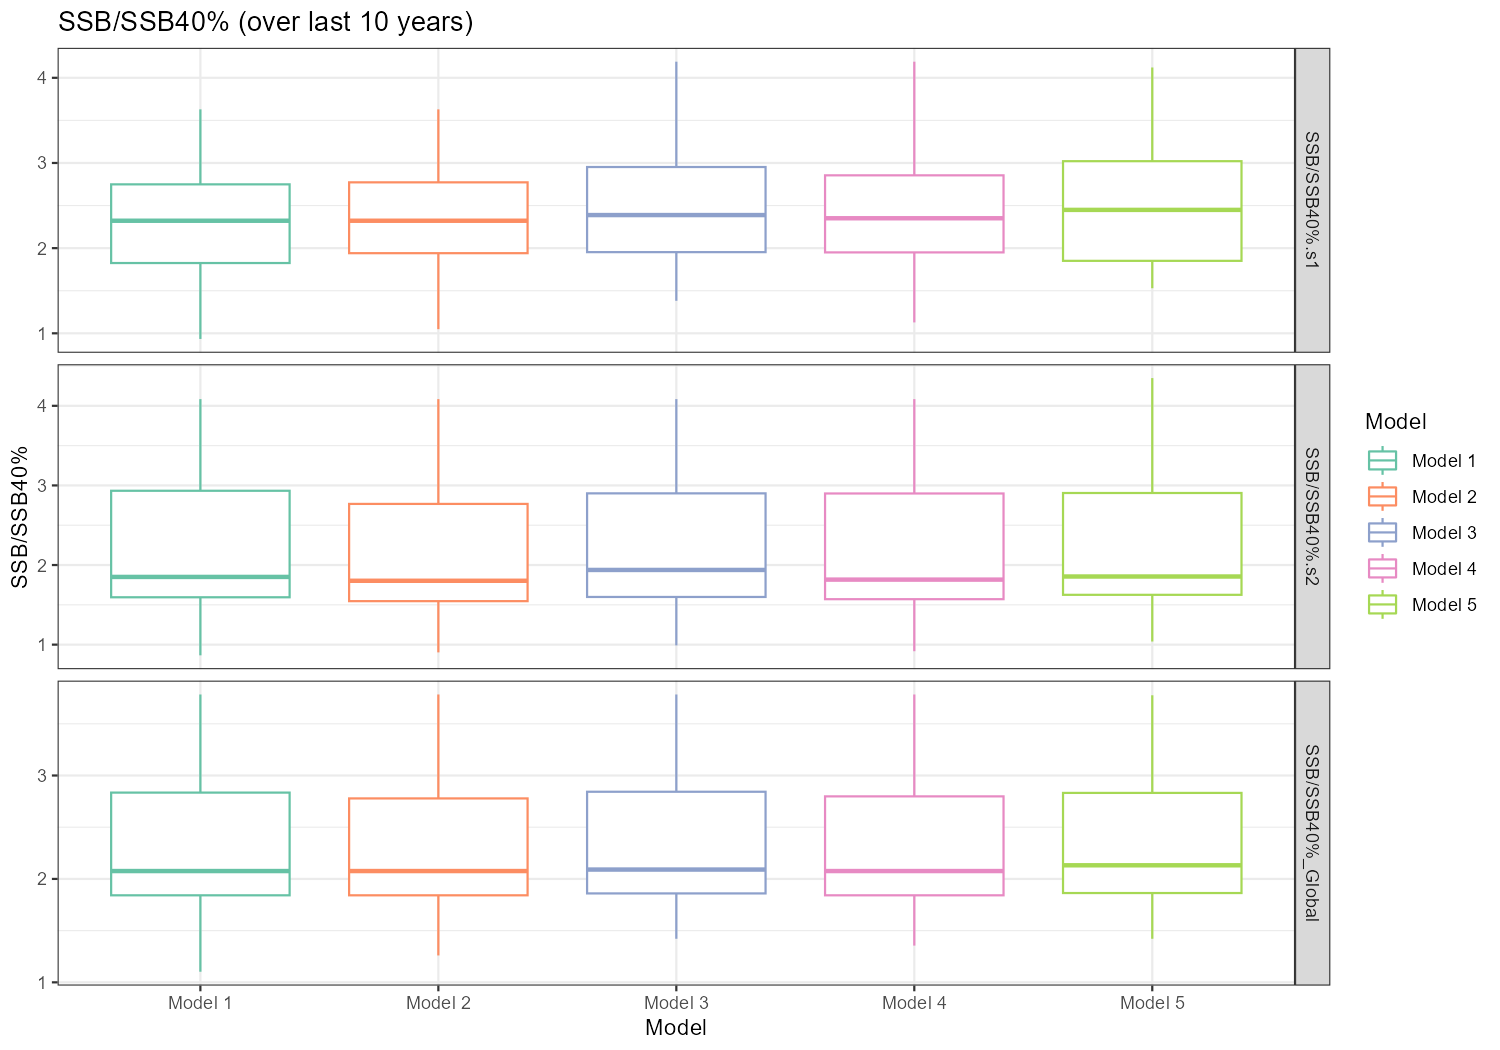 SSB/SSB40% (over last 10 years)
SSB/SSB40%
4
3
2
1
SSB/SSB40%.s1
4
3
2
1
SSB/SSB40%.s2
3
2
1
SSB/SSB40%_Global
Model 1
Model 2
Model 3
Model 4
Model 5
Model
Model
Model 1
Model 2
Model 3
Model 4
Model 5